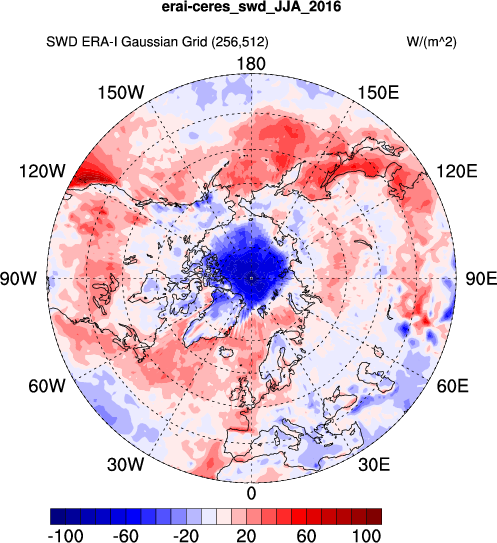 erai-ceres_swd_JJA_2016
SWD ERA-I Gaussian Grid (256,512) W/(m^2)
180
150W 150E
120W 120E
90W 90E
60W 60E
30W 30E
0
-100 -60 -20 20 60 100